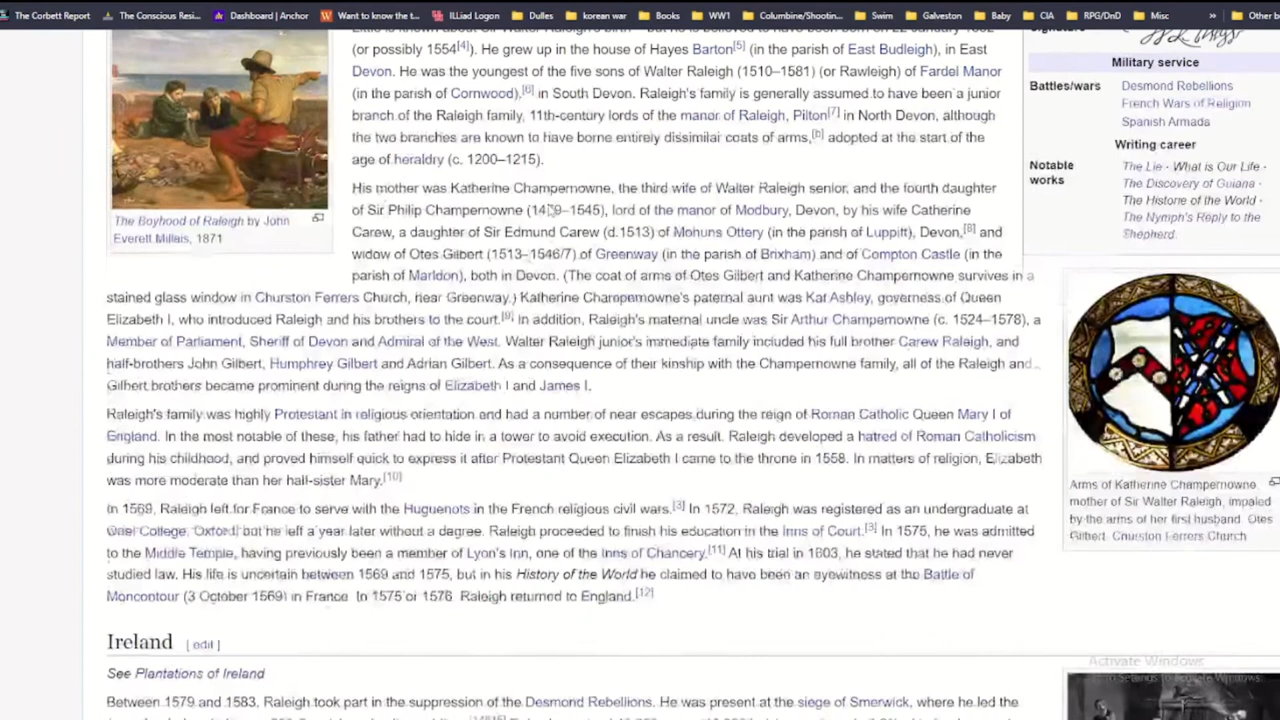 The Corbett Report
The Conscious Resi...
Dashboard | Anchor
Want to know the t...
ILLiad Logon
Dulles
korean war
Books
WW1
Columbine/Shootin...
Swim
Galveston
Baby
CIA
RPG/DnD
Misc
»
Other b
(or possibly 1554[4]). He grew up in the house of Hayes Barton[5] (in the parish of East Budleigh), in East
Devon. He was the youngest of the five sons of Walter Raleigh (1510–1581) (or Rawleigh) of Fardel Manor
(in the parish of Cornwood),[6] in South Devon. Raleigh's family is generally assumed to have been a junior
branch of the Raleigh family, 11th-century lords of the manor of Raleigh, Pilton[7] in North Devon, although
the two branches are known to have borne entirely dissimilar coats of arms,[b] adopted at the start of the
age of heraldry (c. 1200–1215).
The Boyhood of Raleigh by John
Everett Millais, 1871
His mother was Katherine Champernowne, the third wife of Walter Raleigh senior, and the fourth daughter
of Sir Philip Champernowne (1479–1545), lord of the manor of Modbury, Devon, by his wife Catherine
Carew, a daughter of Sir Edmund Carew (d.1513) of Mohuns Ottery (in the parish of Luppitt), Devon,[8] and
widow of Otes Gilbert (1513–1546/7) of Greenway (in the parish of Brixham) and of Compton Castle (in the
parish of Marldon), both in Devon. (The coat of arms of Otes Gilbert and Katherine Champernowne survives in a
stained glass window in Churston Ferrers Church, near Greenway.) Katherine Champernowne's paternal aunt was Kat Ashley, governess of Queen
Elizabeth I, who introduced Raleigh and his brothers to the court.[9] In addition, Raleigh's maternal uncle was Sir Arthur Champernowne (c. 1524–1578), a
Member of Parliament, Sheriff of Devon and Admiral of the West. Walter Raleigh junior's immediate family included his full brother Carew Raleigh, and
half-brothers John Gilbert, Humphrey Gilbert and Adrian Gilbert. As a consequence of their kinship with the Champernowne family, all of the Raleigh and
Gilbert brothers became prominent during the reigns of Elizabeth I and James I.
Raleigh's family was highly Protestant in religious orientation and had a number of near escapes during the reign of Roman Catholic Queen Mary I of
England. In the most notable of these, his father had to hide in a tower to avoid execution. As a result, Raleigh developed a hatred of Roman Catholicism
during his childhood, and proved himself quick to express it after Protestant Queen Elizabeth I came to the throne in 1558. In matters of religion, Elizabeth
was more moderate than her half-sister Mary.[10]
In 1569, Raleigh left for France to serve with the Huguenots in the French religious civil wars.[3] In 1572, Raleigh was registered as an undergraduate at
Oriel College, Oxford, but he left a year later without a degree. Raleigh proceeded to finish his education in the Inns of Court.[3] In 1575, he was admitted
to the Middle Temple, having previously been a member of Lyon's Inn, one of the Inns of Chancery.[11] At his trial in 1603, he stated that he had never
studied law. His life is uncertain between 1569 and 1575, but in his History of the World he claimed to have been an eyewitness at the Battle of
Moncontour (3 October 1569) in France. In 1575 or 1576 Raleigh returned to England.[12]
Ireland [ edit ]
See Plantations of Ireland
Between 1579 and 1583, Raleigh took part in the suppression of the Desmond Rebellions. He was present at the siege of Smerwick, where he led the
Military service
Battles/wars
Desmond Rebellions
French Wars of Religion
Spanish Armada
Writing career
Notable works
The Lie · What is Our Life ·
The Discovery of Guiana ·
The Historie of the World ·
The Nymph's Reply to the
Shepherd.
Arms of Katherine Champernowne
mother of Sir Walter Raleigh, impaled
by the arms of her first husband. Otes
Gilbert. Churston Ferrers Church
Activate Windows
Go to Settings to activate Windows.